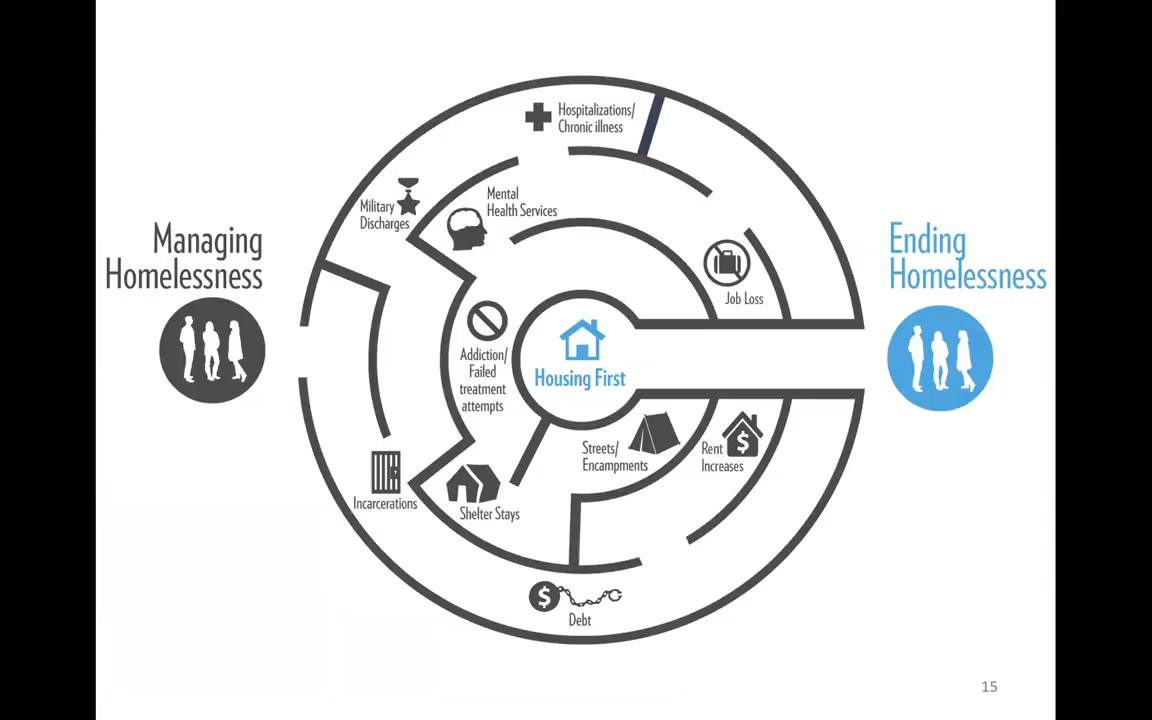 Hospitalizations/
Chronic illness
Military
Discharges
Mental
Health Services
Managing
Homelessness
Ending
Homelessness
Job Loss
Addiction/
Failed
treatment
attempts
Housing First
Streets/
Encampments
Rent
Increases
$
Incarcerations
Shelter Stays
$
Debt
15